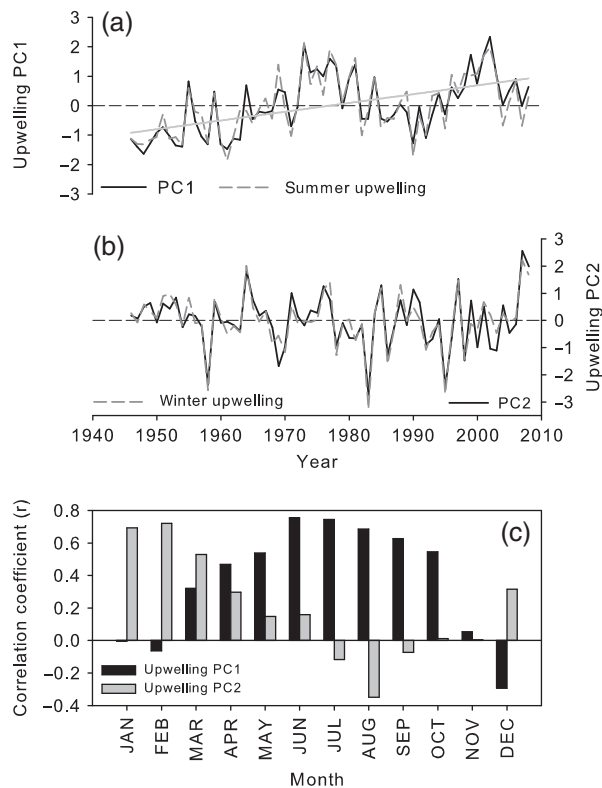 (a)
Upwelling PC1
3
2
1
0
−1
−2
−3
PC1
Summer upwelling
(b)
Upwelling PC2
3
2
1
0
−1
−2
−3
Winter upwelling
PC2
1940 1950 1960 1970 1980 1990 2000 2010
Year
(c)
Correlation coefficient (r)
0.8
0.6
0.4
0.2
0.0
−0.2
−0.4
Upwelling PC1
Upwelling PC2
JAN FEB MAR APR MAY JUN JUL AUG SEP OCT NOV DEC
Month